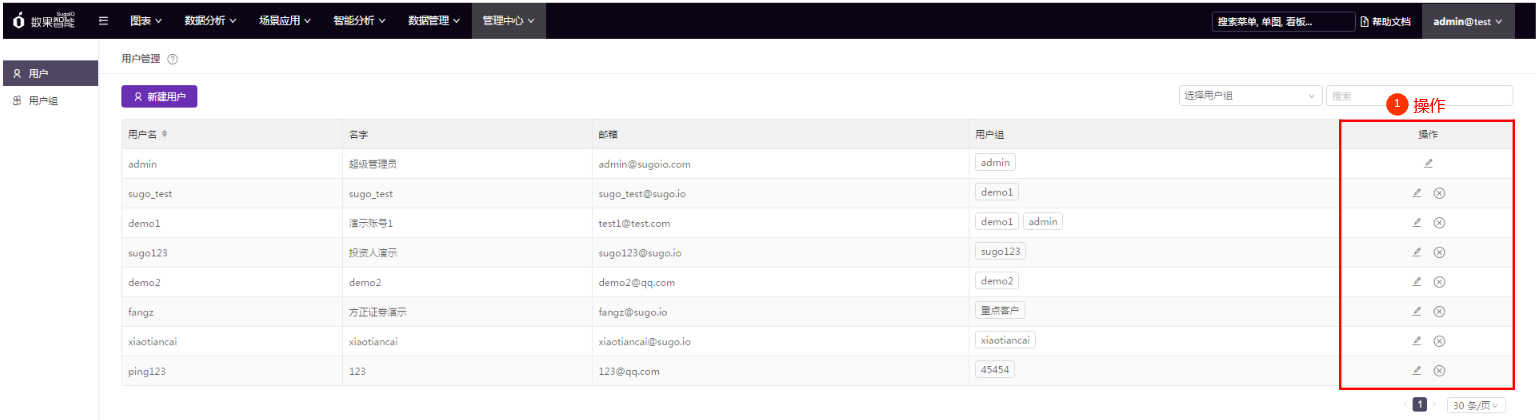 SugoIO
数果智能 图表 数据分析 场景应用 智能分析 数据管理 管理中心 搜索菜单, 单图, 看板... 帮助文档 admin@test
用户
用户组
用户管理 ?
新建用户 选择用户组 搜索
1 操作
用户名 名字 邮箱 用户组 操作
admin 超级管理员 admin@sugoio.com admin
sugo_test sugo_test sugo_test@sugo.io demo1
demo1 演示账号1 test1@test.com demo1 admin
sugo123 投资人演示 sugo123@sugo.io sugo123
demo2 demo2 demo2@qq.com demo2
fangz 方正证券演示 fangz@sugo.io 重点客户
xiaotiancai xiaotiancai xiaotiancai@sugo.io xiaotiancai
ping123 123 123@qq.com 45454
1 30 条/页